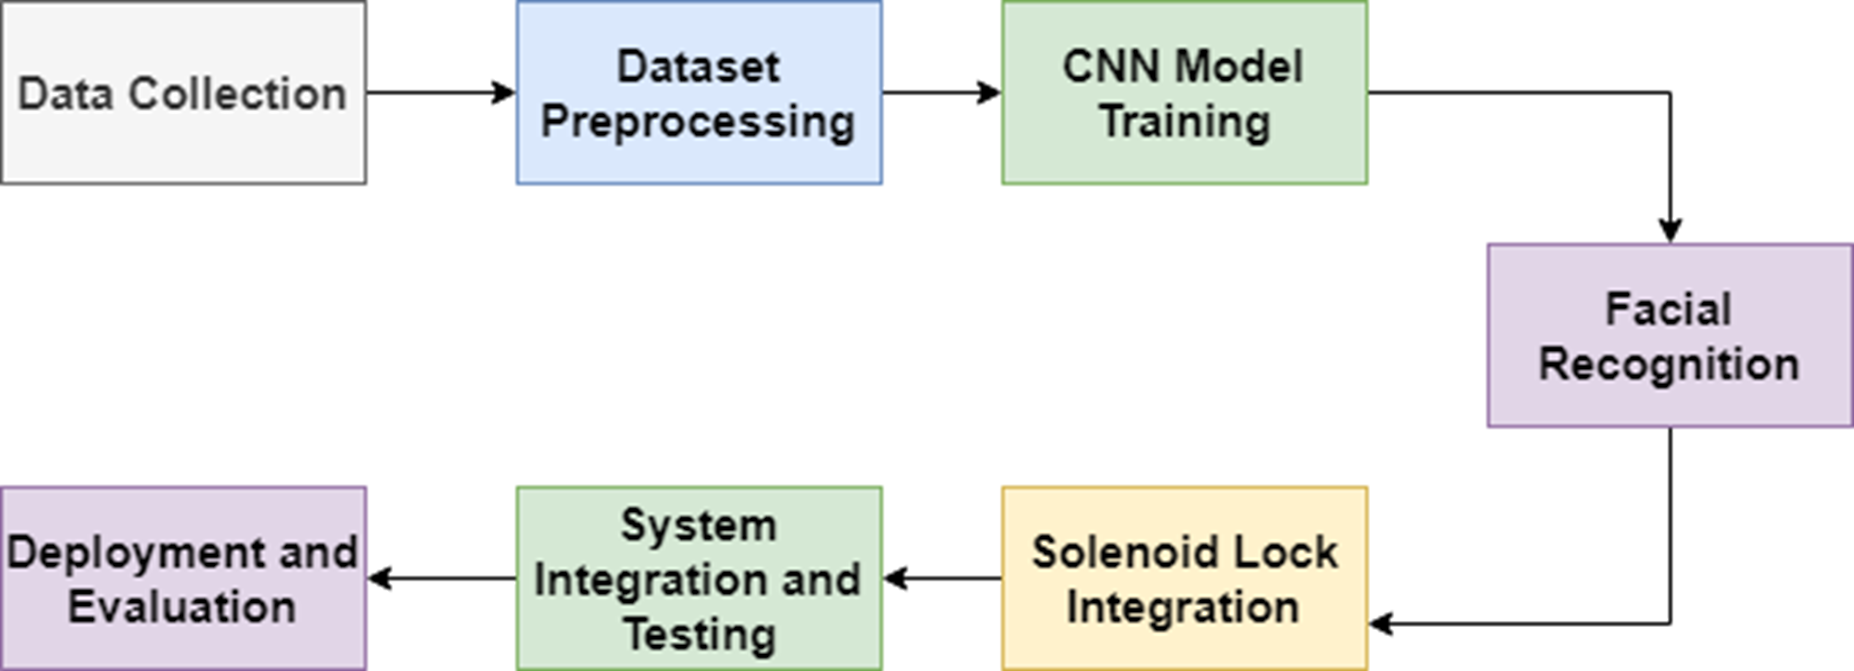 Data Collection
Dataset
Preprocessing
CNN Model
Training
Facial
Recognition
Solenoid Lock
Integration
System
Integration and
Testing
Deployment and
Evaluation